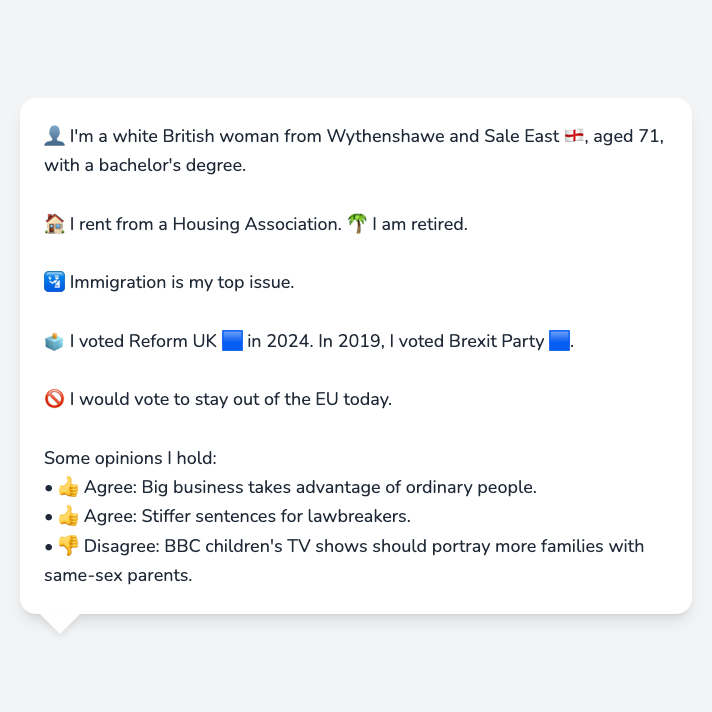 👤 I'm a white British woman from Wythenshawe and Sale East 🏴󠁧󠁢󠁥󠁮󠁧󠁿, aged 71,
with a bachelor's degree.
🏠 I rent from a Housing Association. 🌴 I am retired.
🛂 Immigration is my top issue.
🗳️ I voted Reform UK 🟦 in 2024. In 2019, I voted Brexit Party 🟦.
🚫 I would vote to stay out of the EU today.
Some opinions I hold:
• 👍 Agree: Big business takes advantage of ordinary people.
• 👍 Agree: Stiffer sentences for lawbreakers.
• 👎 Disagree: BBC children's TV shows should portray more families with
same-sex parents.